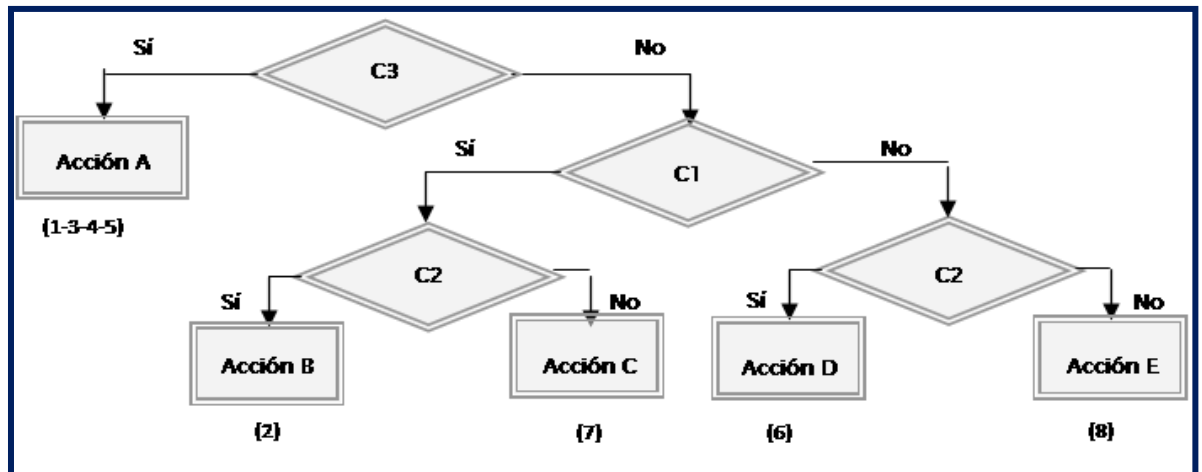 Sí
No
C3
Acción A
Sí
No
C1
(1-3-4-5)
C2
C2
Sí
No
Sí
No
Acción B
Acción C
Acción D
Acción E
(2)
(7)
(6)
(8)